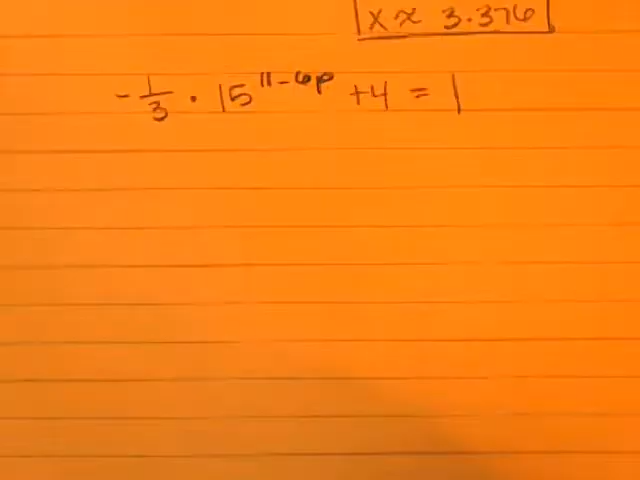 x ≈ 3.376
-1/3 · 15^(11-6p) + 4 = 1